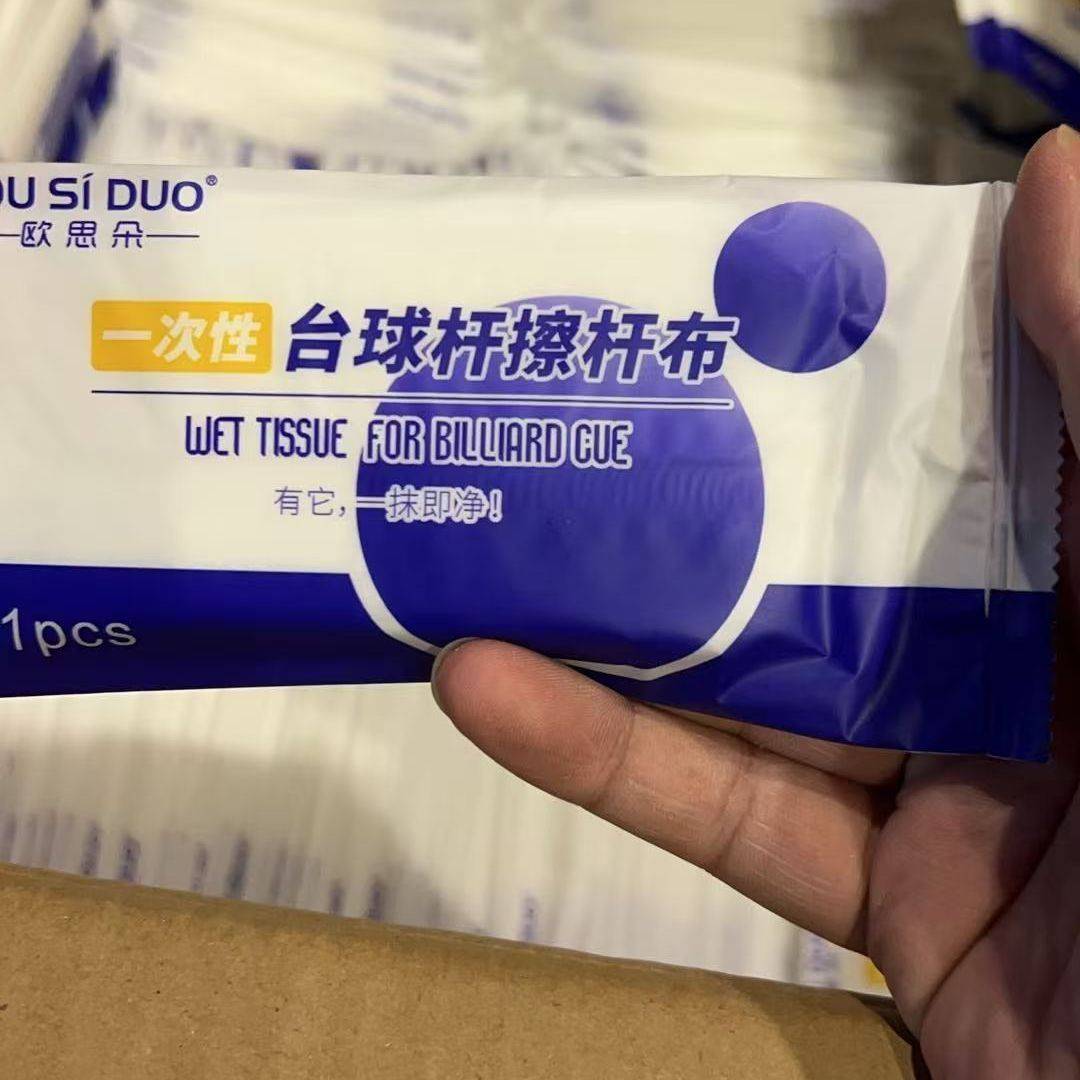 OU SÍ DUO®
欧思朵
一次性 台球杆擦杆布
WET TISSUE FOR BILLIARD CUE
有它,一抹即净!
1pcs